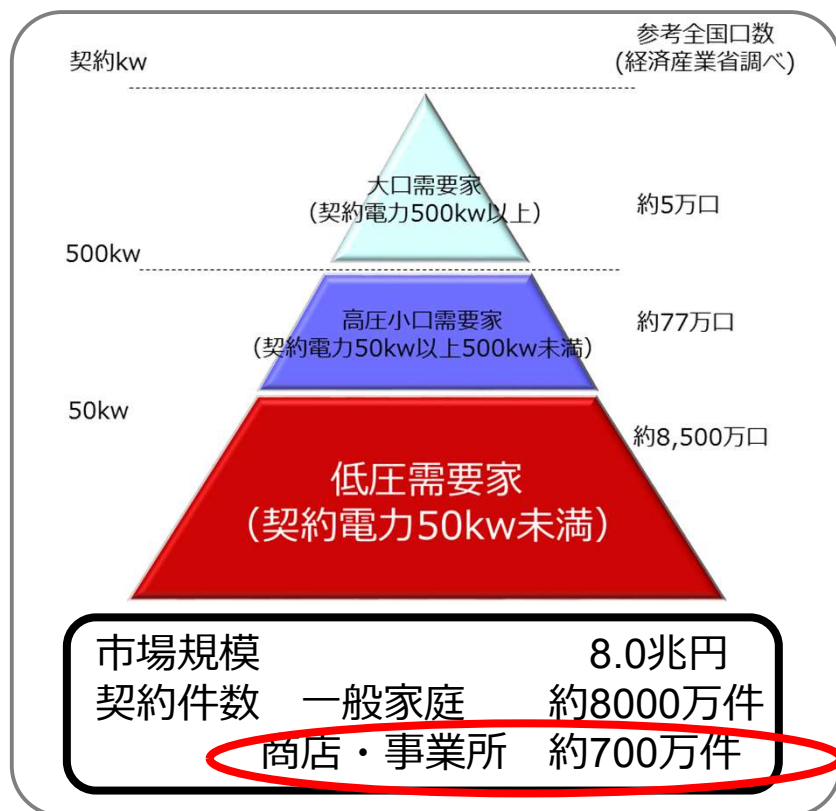 契約kw
参考全国口数
(経済産業省調べ)
大口需要家
（契約電力500kw以上）
約5万口
500kw
高圧小口需要家
（契約電力50kw以上500kw未満）
約77万口
50kw
約8,500万口
低圧需要家
（契約電力50kw未満）
市場規模 8.0兆円
契約件数 一般家庭 約8000万件
商店・事業所 約700万件